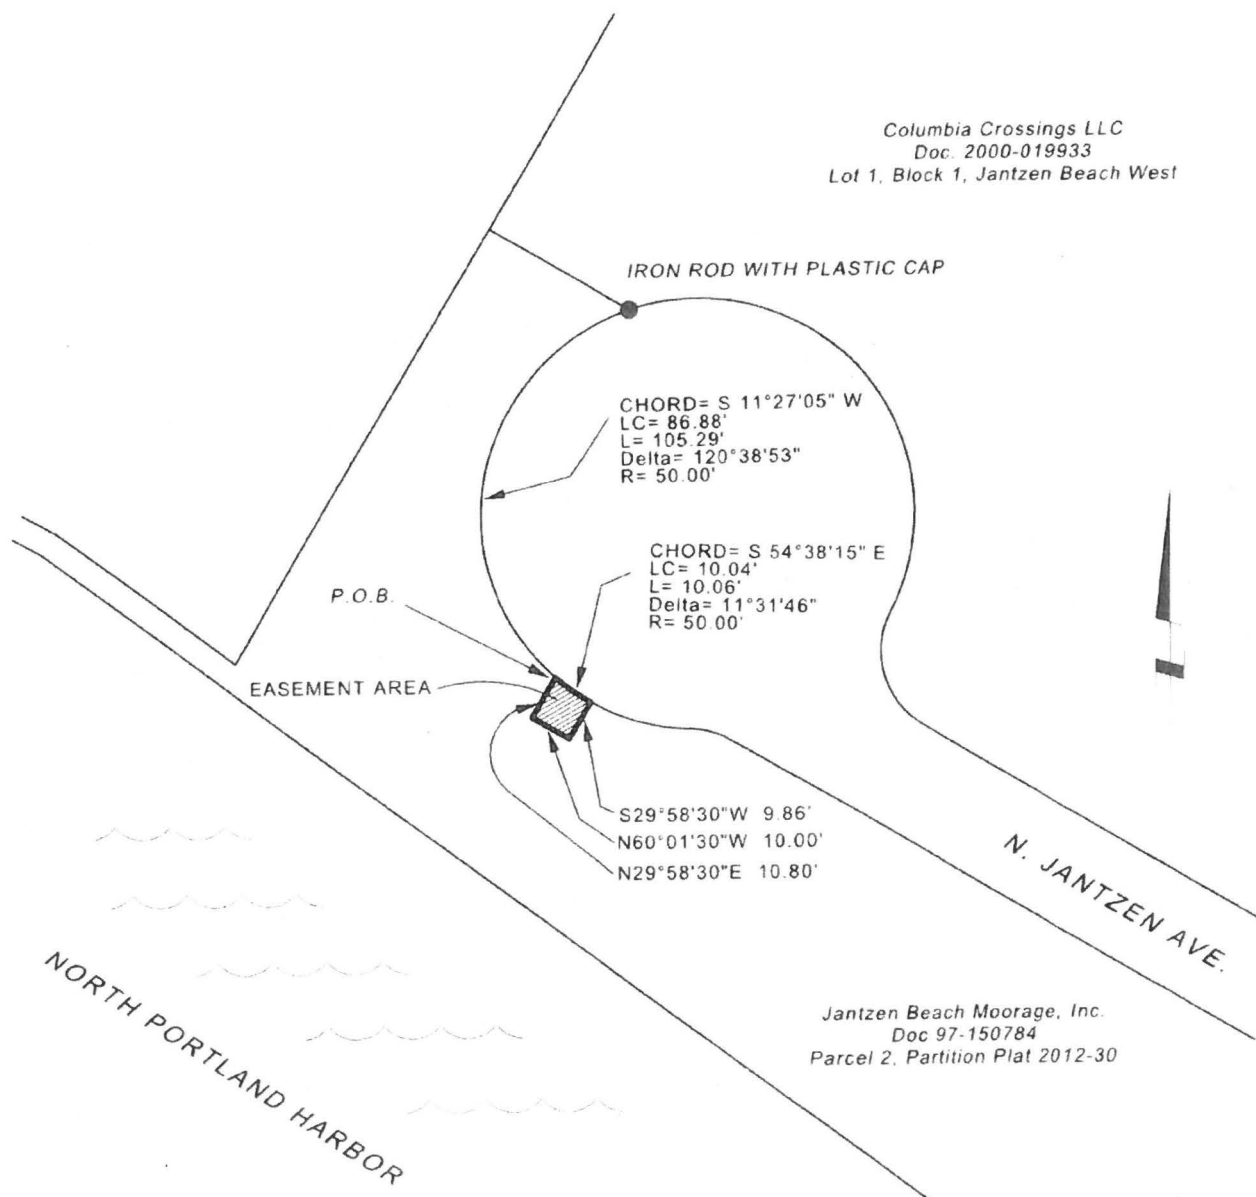 Columbia Crossings LLC
Doc. 2000-019933
Lot 1, Block 1, Jantzen Beach West
IRON ROD WITH PLASTIC CAP
CHORD= S 11°27'05" W
LC= 86.88'
L= 105.29'
Delta= 120°38'53"
R= 50.00'
CHORD= S 54°38'15" E
LC= 10.04'
L= 10.06'
Delta= 11°31'46"
R= 50.00'
P.O.B.
EASEMENT AREA
S29°58'30"W 9.86'
N60°01'30"W 10.00'
N29°58'30"E 10.80'
N. JANTZEN AVE.
NORTH PORTLAND HARBOR
Jantzen Beach Moorage, Inc.
Doc 97-150784
Parcel 2, Partition Plat 2012-30